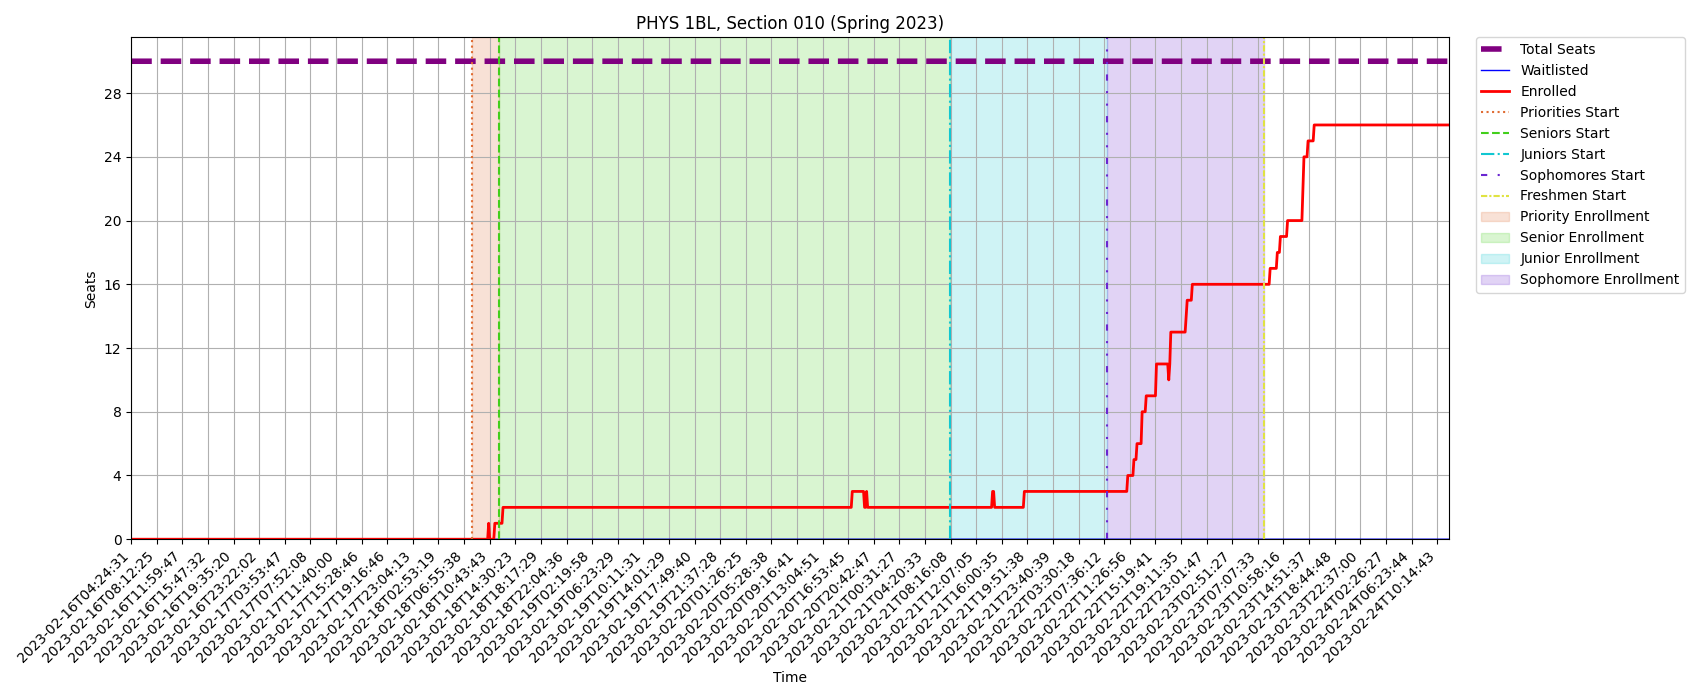 PHYS 1BL, Section 010 (Spring 2023)
Seats
28
24
20
16
12
8
4
0
2023-02-16T04:24:31
2023-02-16T08:12:25
2023-02-16T11:59:47
2023-02-16T15:47:32
2023-02-16T19:35:20
2023-02-16T23:22:02
2023-02-17T03:53:47
2023-02-17T07:52:08
2023-02-17T11:40:00
2023-02-17T15:28:46
2023-02-17T19:16:46
2023-02-17T23:04:13
2023-02-18T02:53:19
2023-02-18T06:55:38
2023-02-18T10:43:43
2023-02-18T14:30:23
2023-02-18T18:17:29
2023-02-18T22:04:36
2023-02-19T02:19:58
2023-02-19T06:23:29
2023-02-19T10:11:31
2023-02-19T14:01:29
2023-02-19T17:49:40
2023-02-19T21:37:28
2023-02-20T01:26:25
2023-02-20T05:28:38
2023-02-20T09:16:41
2023-02-20T13:04:51
2023-02-20T16:53:45
2023-02-20T20:42:47
2023-02-21T00:31:27
2023-02-21T04:20:33
2023-02-21T08:16:08
2023-02-21T12:07:05
2023-02-21T16:00:35
2023-02-21T19:51:38
2023-02-21T23:40:39
2023-02-22T03:30:18
2023-02-22T07:36:12
2023-02-22T11:26:56
2023-02-22T15:19:41
2023-02-22T19:11:35
2023-02-22T23:01:47
2023-02-23T02:51:27
2023-02-23T07:07:33
2023-02-23T10:58:16
2023-02-23T14:51:37
2023-02-23T18:44:48
2023-02-23T22:37:00
2023-02-24T02:26:27
2023-02-24T06:23:44
2023-02-24T10:14:43
Time
Total Seats
Waitlisted
Enrolled
Priorities Start
Seniors Start
Juniors Start
Sophomores Start
Freshmen Start
Priority Enrollment
Senior Enrollment
Junior Enrollment
Sophomore Enrollment